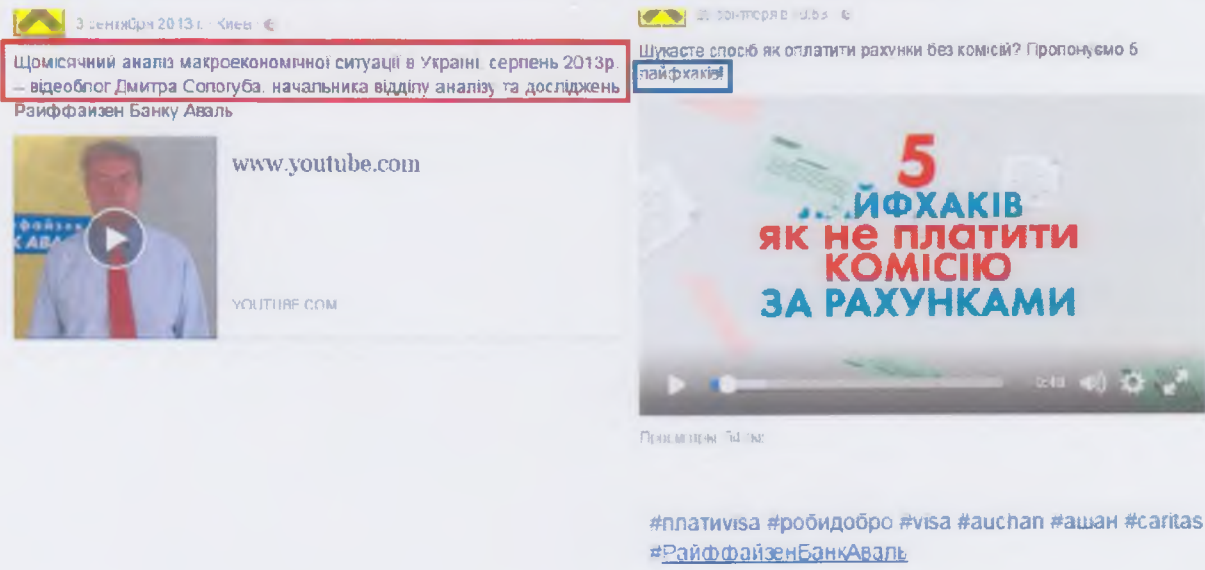 3 сентября 2013 г. · Киев
Щомісячний аналіз макроекономічної ситуації в Україні, серпень 2013р.
– відеоблог Дмитра Сологуба, начальника відділу аналізу та досліджень
Райффайзен Банку Аваль
www.youtube.com
YOUTUBE.COM
Шукаєте спосіб як оплатити рахунки без комісій? Пропонуємо 5
лайфхаків!
5
ЛАЙФХАКІВ
ЯК НЕ ПЛАТИТИ
КОМІСІЮ
ЗА РАХУНКАМИ
#платиvisa #робидобро #visa #auchan #ашан #caritas
#РайффайзенБанкАваль